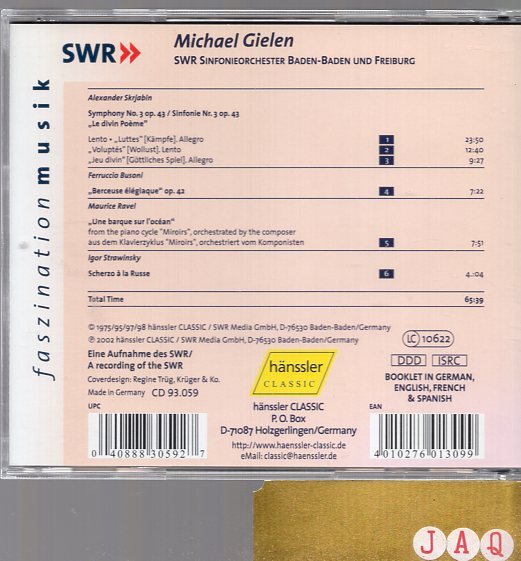 SWR»
Michael Gielen
SWR Sinfonieorchester Baden-Baden und Freiburg
faszination musik
Alexander Skrjabin
Symphony No. 3 op. 43 / Sinfonie Nr. 3 op. 43
„Le divin Poème“
Lento • „Luttes“ [Kämpfe]. Allegro 1 23:50
„Voluptés“ [Wollust]. Lento 2 12:40
„Jeu divin“ [Göttliches Spiel]. Allegro 3 9:27
Ferruccio Busoni
„Berceuse élégiaque“ op. 42 4 7:22
Maurice Ravel
„Une barque sur l'océan“
from the piano cycle "Miroirs", orchestrated by the composer
aus dem Klavierzyklus "Miroirs", orchestriert vom Komponisten 5 7:51
Igor Strawinsky
Scherzo à la Russe 6 4:04
Total Time 65:39
© 1975/95/97/98 hänssler CLASSIC / SWR Media GmbH, D-76530 Baden-Baden/Germany
℗ 2002 hänssler CLASSIC / SWR Media GmbH, D-76530 Baden-Baden/Germany
LC 10622
Eine Aufnahme des SWR/
A recording of the SWR
Coverdesign: Regine Trüg, Krüger & Ko.
Made in Germany CD 93.059
hänssler
CLASSIC
DDD ISRC
BOOKLET IN GERMAN,
ENGLISH, FRENCH
& SPANISH
hänssler CLASSIC
P. O. Box
D-71087 Holzgerlingen/Germany
http://www.haenssler-classic.de
eMail: classic@haenssler.de
UPC
0 40888 30592 7
EAN
4 010276 013099
JAQ